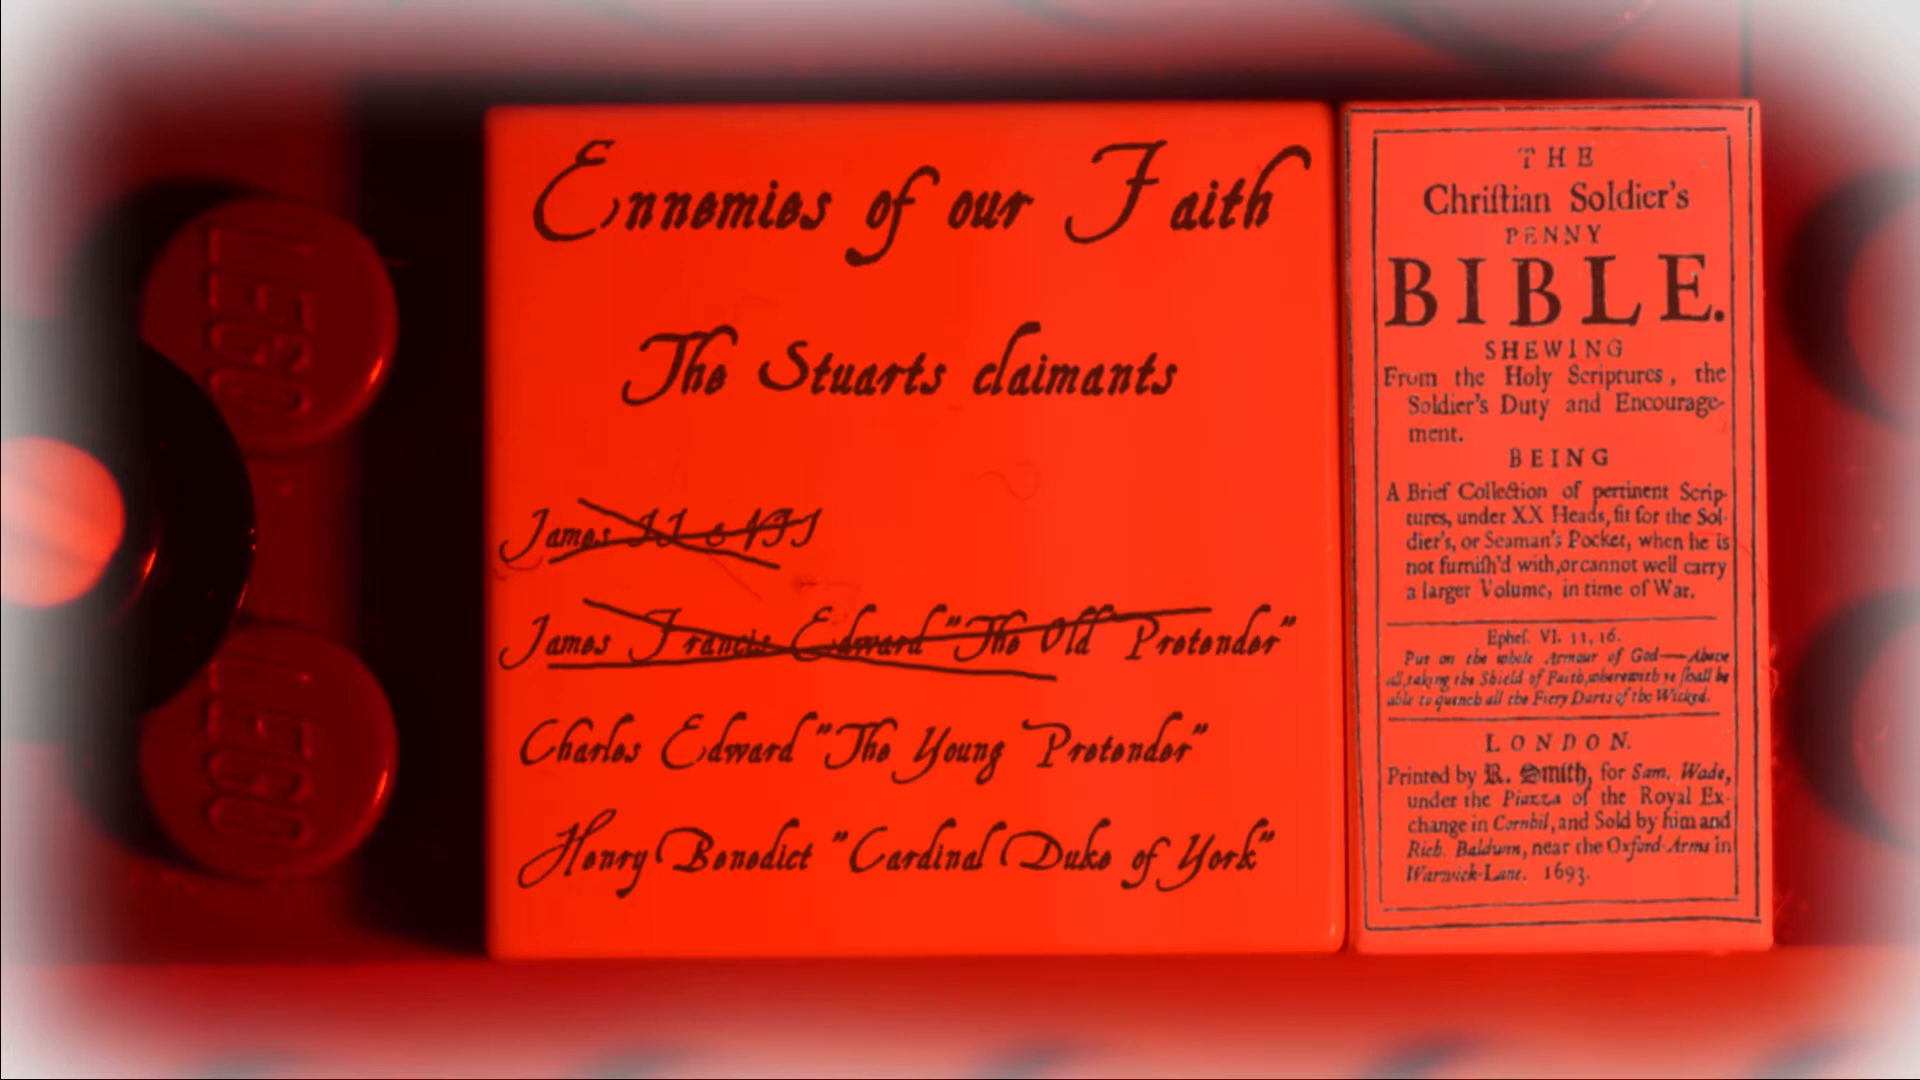 LEGO
LEGO
Ennemies of our Faith
The Stuarts claimants
James II & VII
James Francis Edward "The Old Pretender"
Charles Edward "The Young Pretender"
Henry Benedict "Cardinal Duke of York"
THE
Chriſtian Soldier's
PENNY
BIBLE.
SHEWING
From the Holy Scriptures, the
Soldier's Duty and Encourage-
ment.
BEING
A Brief Collection of pertinent Scrip-
tures, under XX Heads, fit for the Sol-
dier's, or Seaman's Pocket, when he is
not furniſh'd with, or cannot well carry
a larger Volume, in time of War.
Epheſ. VI. 11, 16.
Put on the whole Armour of God—Above
all, taking the Shield of Faith, wherewith ye ſhall be
able to quench all the Fiery Darts of the Wicked.
LONDON.
Printed by R. Smith, for Sam. Wade,
under the Piazza of the Royal Ex-
change in Cornhil, and Sold by him and
Rich. Baldwin, near the Oxford-Arms in
Warwick-Lane. 1693.